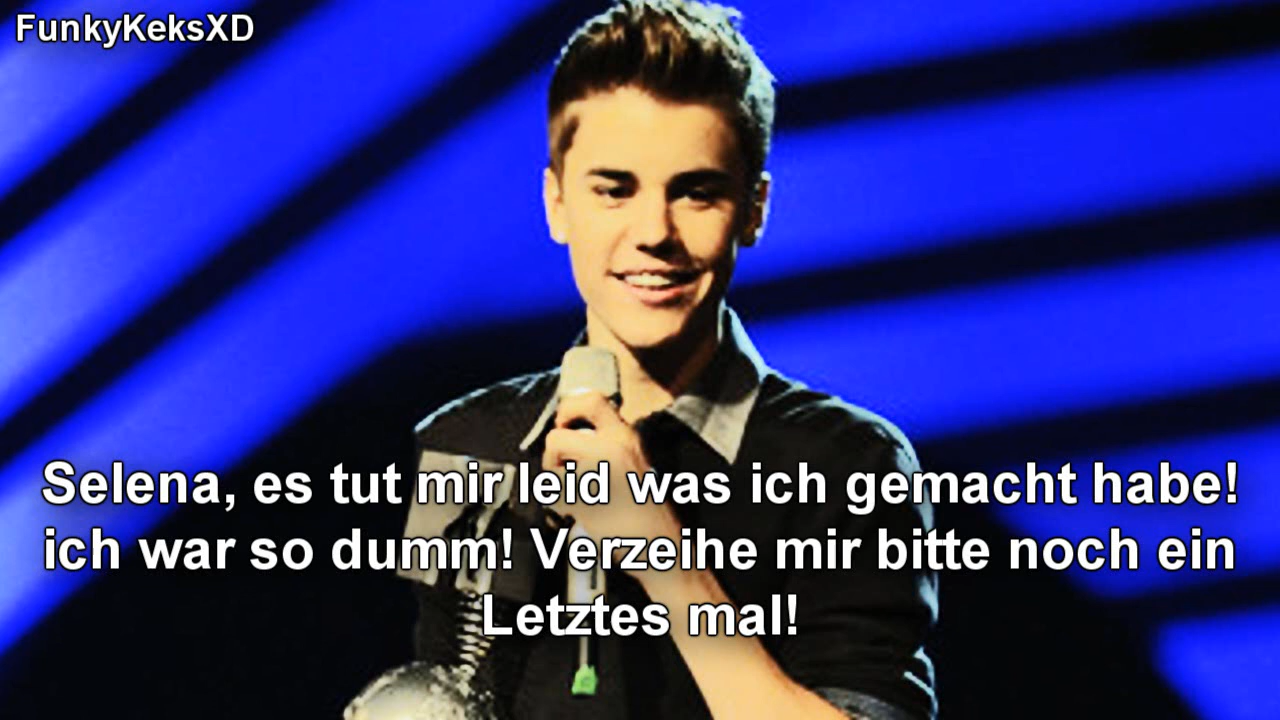 FunkyKeksXD
Selena, es tut mir leid was ich gemacht habe!
ich war so dumm! Verzeihe mir bitte noch ein
Letztes mal!